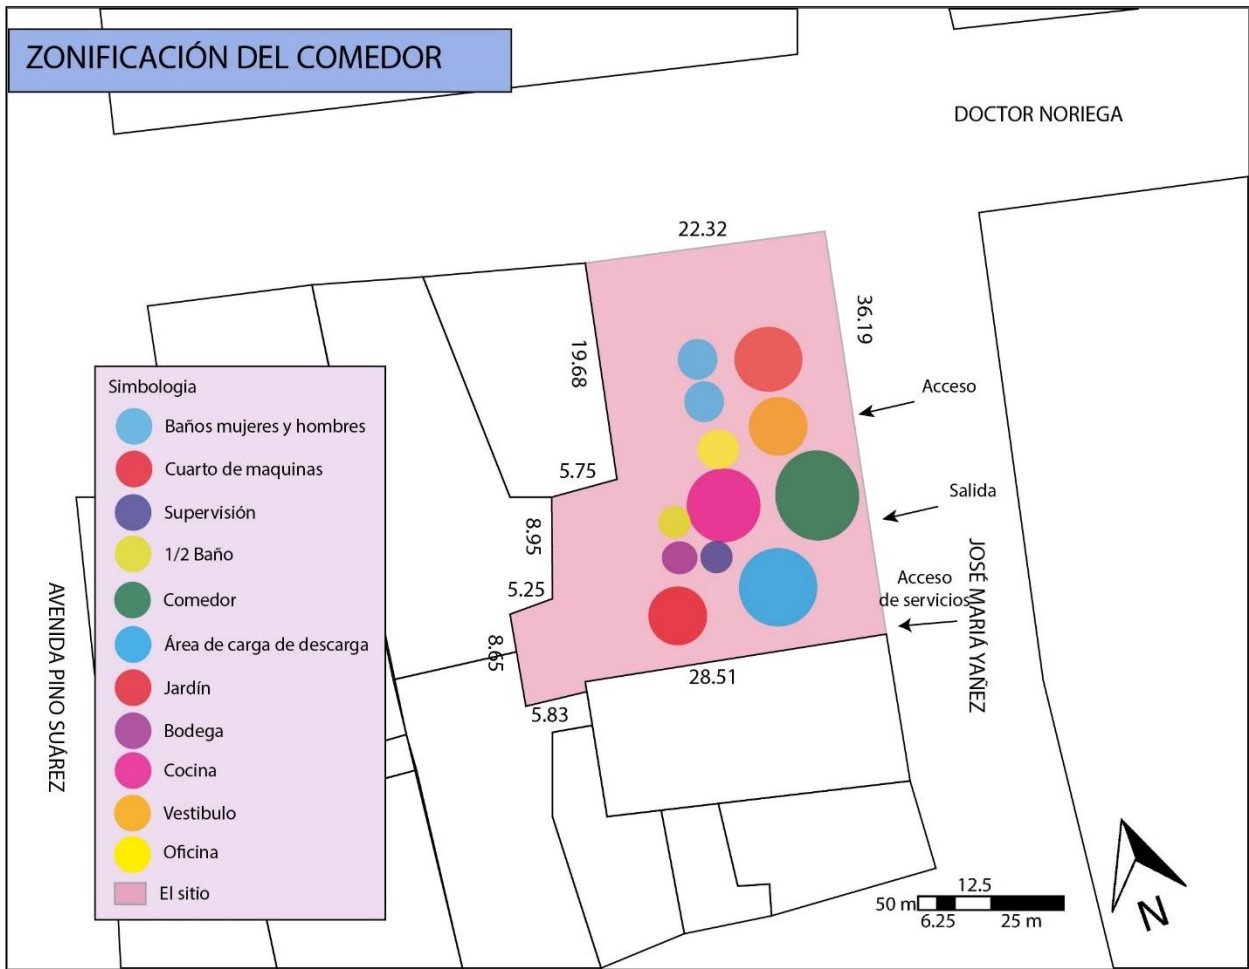 ZONIFICACIÓN DEL COMEDOR
DOCTOR NORIEGA
22.32
36.19
19.68
Acceso
5.75
Salida
8.95
5.25
Acceso
de servicios
8.65
28.51
5.83
JOSÉ MARIÁ YAÑEZ
AVENIDA PINO SUÁREZ
Simbologia
Baños mujeres y hombres
Cuarto de maquinas
Supervisión
1/2 Baño
Comedor
Área de carga de descarga
Jardín
Bodega
Cocina
Vestibulo
Oficina
El sitio
12.5
50 m
6.25
25 m
N